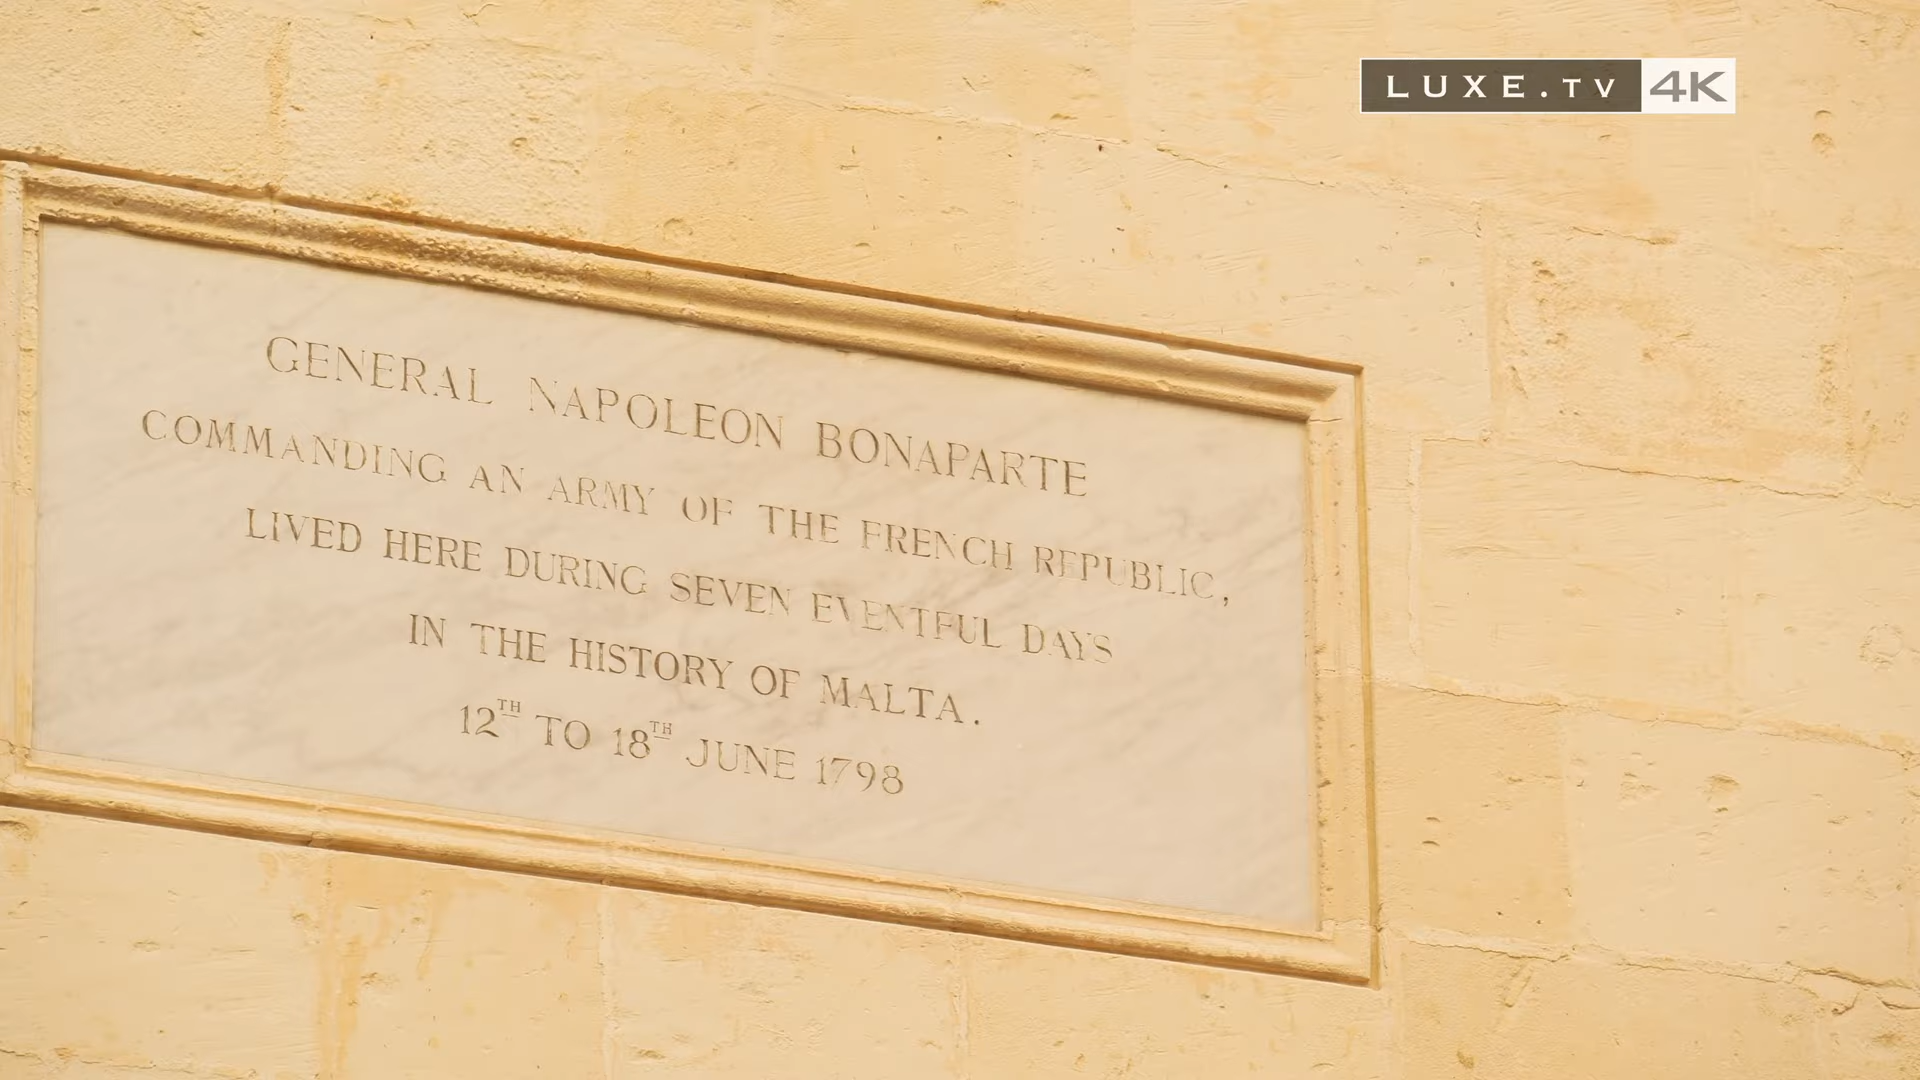 LUXE.TV 4K
GENERAL NAPOLEON BONAPARTE
COMMANDING AN ARMY OF THE FRENCH REPUBLIC,
LIVED HERE DURING SEVEN EVENTFUL DAYS
IN THE HISTORY OF MALTA.
12TH TO 18TH JUNE 1798